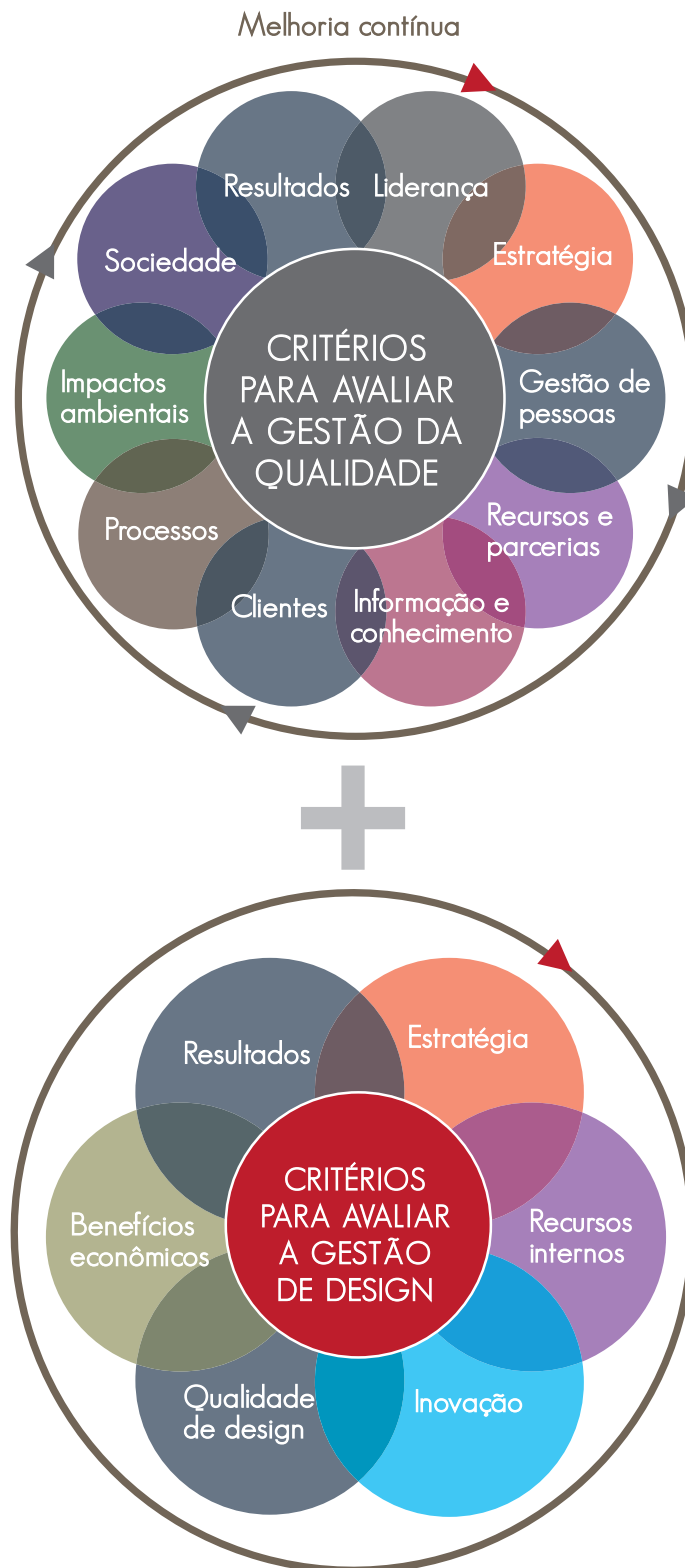 Melhoria contínua
Resultados
Liderança
Sociedade
Estratégia
CRITÉRIOS
PARA AVALIAR
A GESTÃO DA
QUALIDADE
Impactos
ambientais
Gestão de
pessoas
Processos
Recursos e
parcerias
Clientes
Informação e
conhecimento
+
Resultados
Estratégia
CRITÉRIOS
PARA AVALIAR
A GESTÃO
DE DESIGN
Benefícios
econômicos
Recursos
internos
Qualidade
de design
Inovação